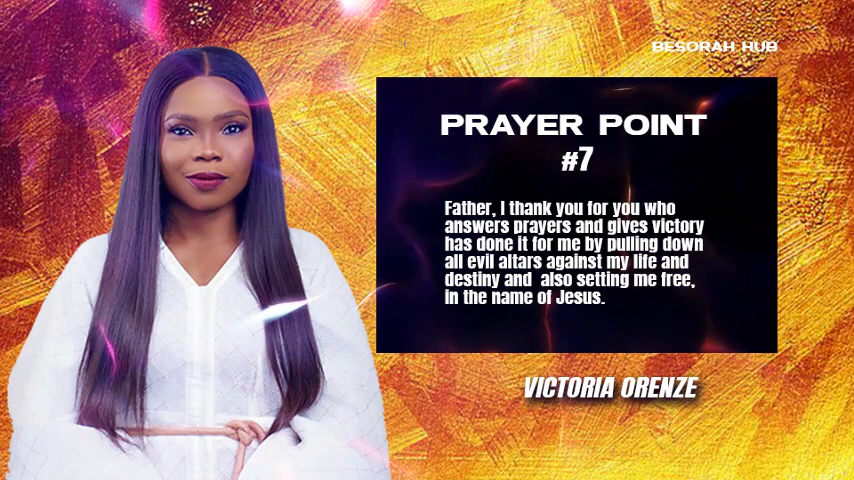 BESORAH HUB
PRAYER POINT
#7
Father, I thank you for you who
answers prayers and gives victory
has done it for me by pulling down
all evil altars against my life and
destiny and  also setting me free,
in the name of Jesus.
VICTORIA ORENZE